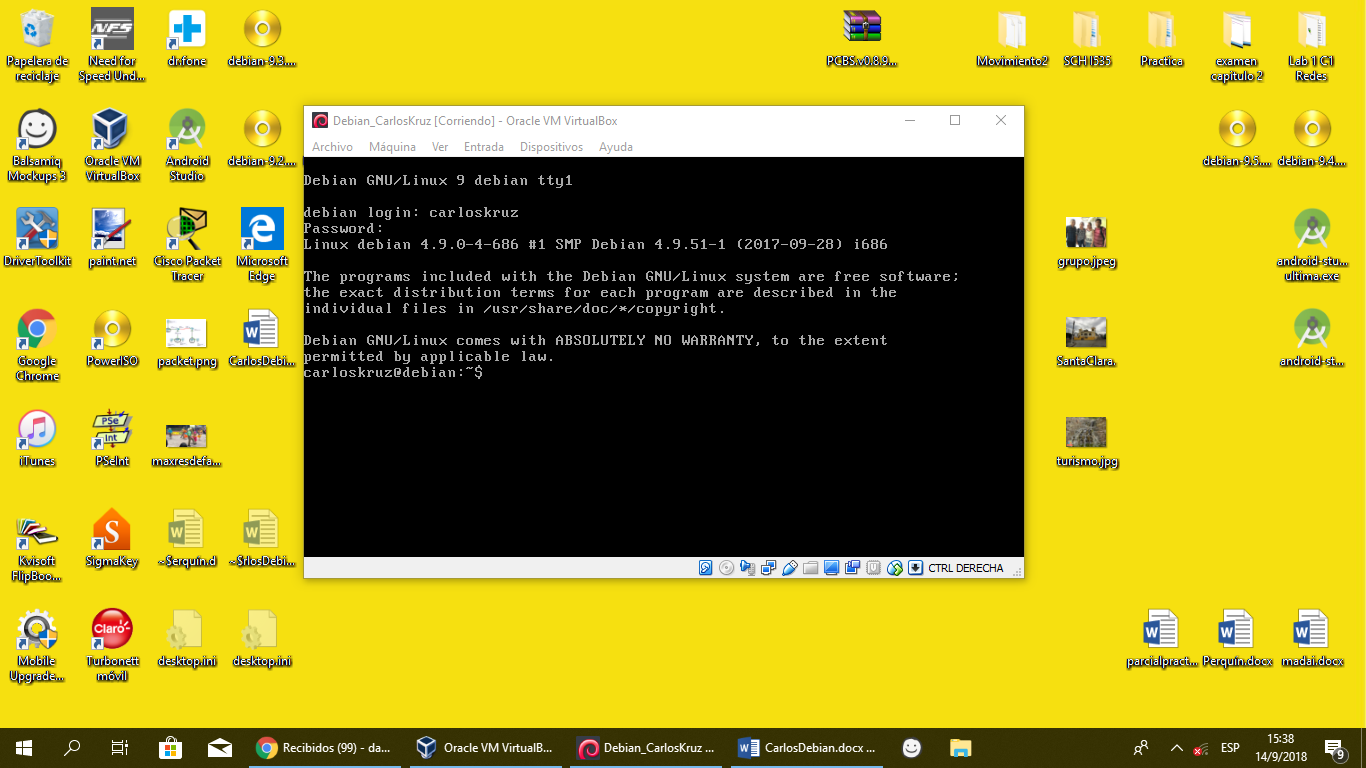 Papelera de reciclaje
Need for Speed Und...
dr.fone
debian-9.3....
PCBS.v0.8.9...
Movimiento2
SCH I535
Practica
examen capitulo 2
Lab 1 C1 Redes
Balsamiq Mockups 3
Oracle VM VirtualBox
Android Studio
debian-9.2....
debian-9.5....
debian-9.4....
DriverToolkit
paint.net
Cisco Packet Tracer
Microsoft Edge
grupo.jpeg
android-stu... ultima.exe
Google Chrome
PowerISO
packet.png
CarlosDebi...
SantaClara.
android-st...
iTunes
PSeInt
maxresdefa...
turismo.jpg
Kvisoft FlipBoo...
SigmaKey
~Serquín.d
~SrlosDebi...
Mobile Upgrade...
Turbonett móvil
desktop.ini
desktop.ini
parcialpract...
Perquín.docx
madai.docx
Debian_CarlosKruz [Corriendo] - Oracle VM VirtualBox
Archivo Máquina Ver Entrada Dispositivos Ayuda
Debian GNU/Linux 9 debian tty1
debian login: carloskruz
Password:
Linux debian 4.9.0-4-686 #1 SMP Debian 4.9.51-1 (2017-09-28) i686
The programs included with the Debian GNU/Linux system are free software;
the exact distribution terms for each program are described in the
individual files in /usr/share/doc/*/copyright.
Debian GNU/Linux comes with ABSOLUTELY NO WARRANTY, to the extent
permitted by applicable law.
carloskruz@debian:~$
CTRL DERECHA
Recibidos (99) - da...
Oracle VM VirtualB...
Debian_CarlosKruz ...
CarlosDebian.docx ...
ESP
15:38
14/9/2018
9
NFS
PSe
Int
Claro